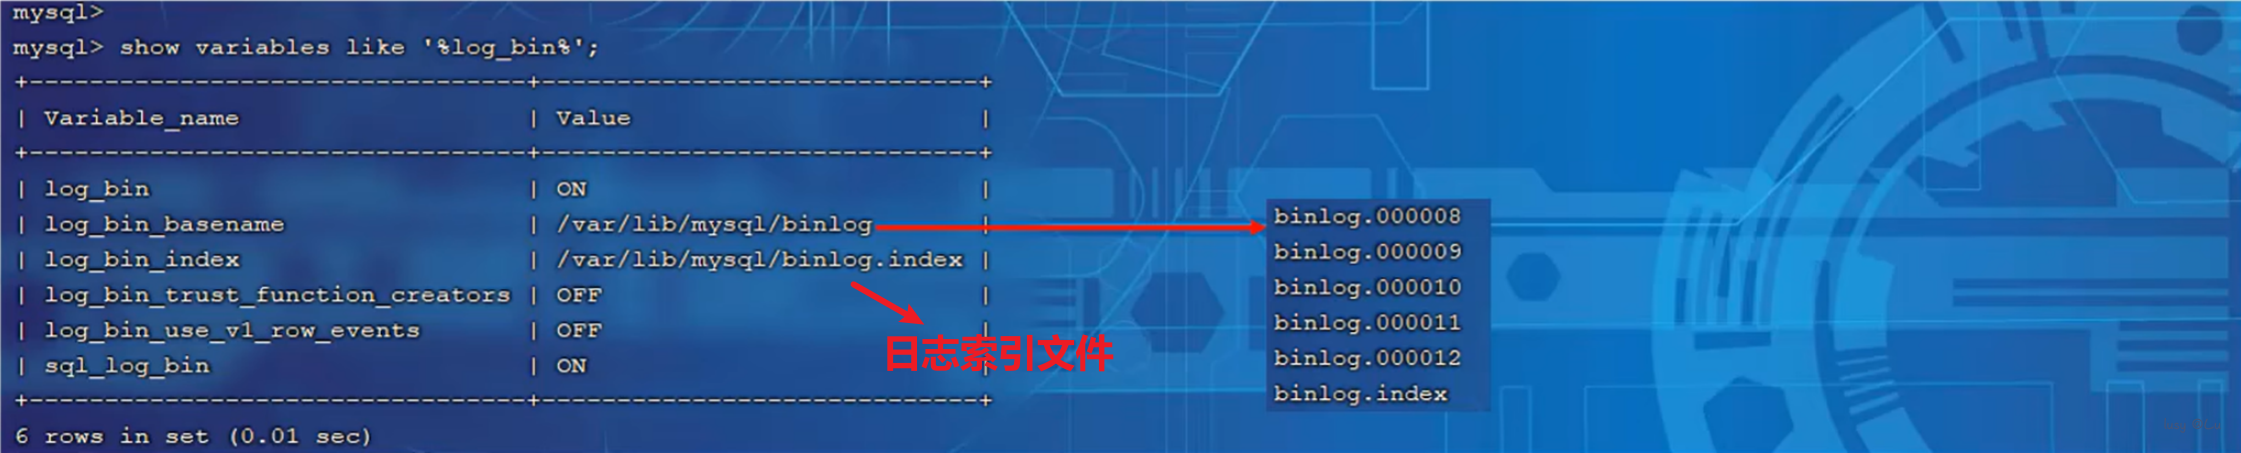 mysql>
mysql> show variables like '%log_bin%';
+---------------------------------+------------------------------+
| Variable_name                   | Value                        |
+---------------------------------+------------------------------+
| log_bin                         | ON                           |
| log_bin_basename                | /var/lib/mysql/binlog        |
| log_bin_index                   | /var/lib/mysql/binlog.index  |
| log_bin_trust_function_creators | OFF                          |
| log_bin_use_v1_row_events       | OFF                          |
| sql_log_bin                     | ON                           |
+---------------------------------+------------------------------+
6 rows in set (0.01 sec)
日志索引文件
binlog.000008
binlog.000009
binlog.000010
binlog.000011
binlog.000012
binlog.index